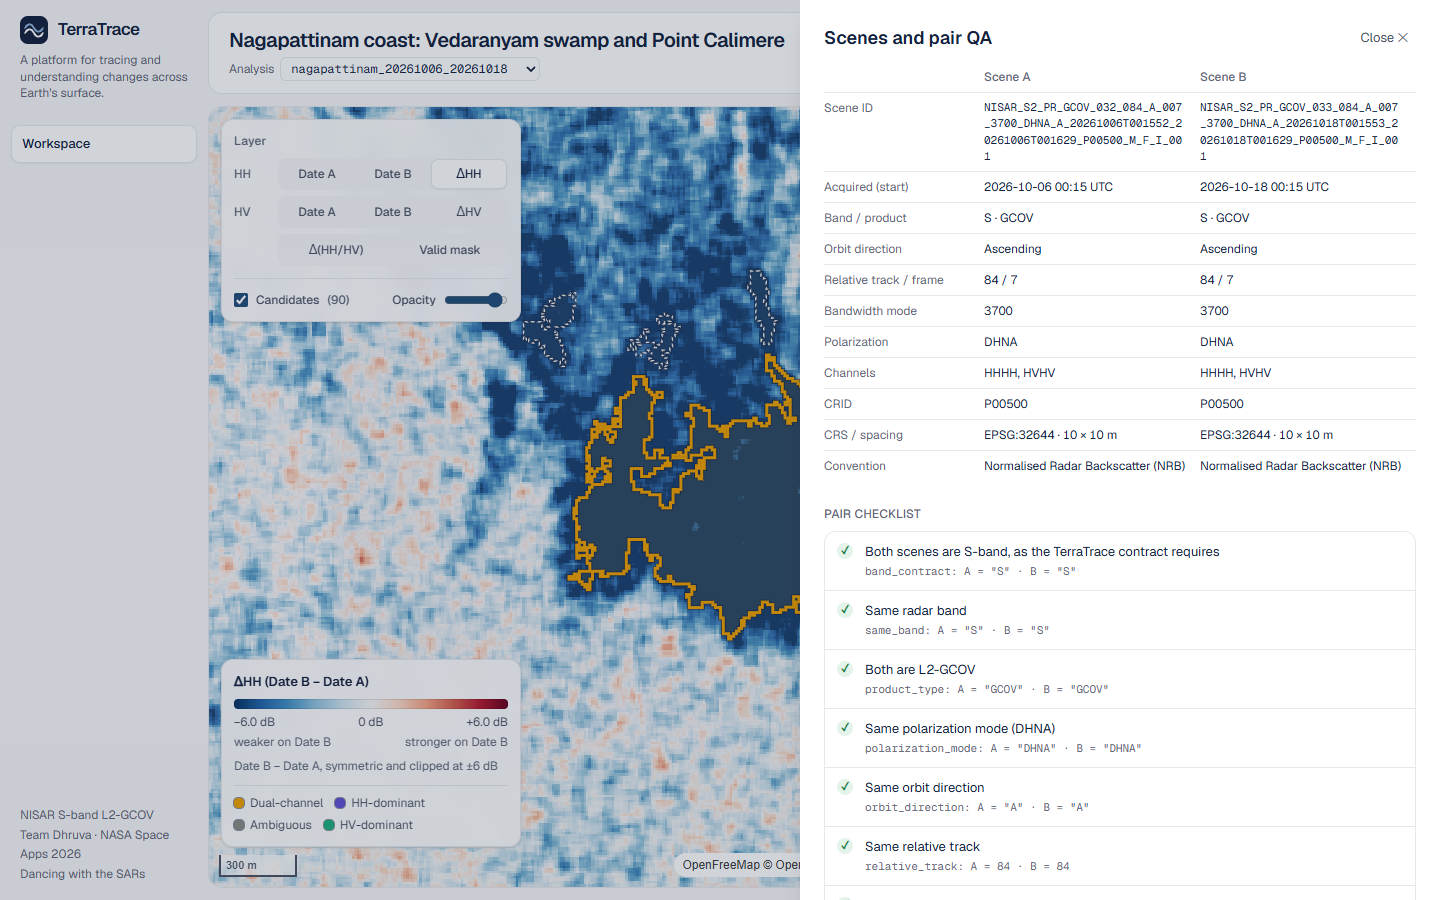 TerraTrace
A platform for tracing and
understanding changes across
Earth's surface.
Workspace
NISAR S-band L2-GCOV
Team Dhruva · NASA Space
Apps 2026
Dancing with the SARs
Nagapattinam coast: Vedaranyam swamp and Point Calimere
Analysis nagapattinam_20261006_20261018
Layer
HH Date A Date B ΔHH
HV Date A Date B ΔHV
Δ(HH/HV) Valid mask
Candidates (90) Opacity
ΔHH (Date B – Date A)
−6.0 dB 0 dB +6.0 dB
weaker on Date B stronger on Date B
Date B – Date A, symmetric and clipped at ±6 dB
Dual-channel HH-dominant
Ambiguous HV-dominant
300 m
OpenFreeMap ©
Scenes and pair QA
Close ×
Scene A Scene B
Scene ID
NISAR_S2_PR_GCOV_032_084_A_007
_3700_DHNA_A_20261006T001552_2
0261006T001629_P00500_M_F_I_00
1
NISAR_S2_PR_GCOV_033_084_A_007
_3700_DHNA_A_20261018T001553_2
0261018T001629_P00500_M_F_I_00
1
Acquired (start) 2026-10-06 00:15 UTC 2026-10-18 00:15 UTC
Band / product S · GCOV S · GCOV
Orbit direction Ascending Ascending
Relative track / frame 84 / 7 84 / 7
Bandwidth mode 3700 3700
Polarization DHNA DHNA
Channels HHHH, HVHV HHHH, HVHV
CRID P00500 P00500
CRS / spacing EPSG:32644 · 10 × 10 m EPSG:32644 · 10 × 10 m
Convention Normalised Radar Backscatter (NRB) Normalised Radar Backscatter (NRB)
PAIR CHECKLIST
Both scenes are S-band, as the TerraTrace contract requires
band_contract: A = "S" · B = "S"
Same radar band
same_band: A = "S" · B = "S"
Both are L2-GCOV
product_type: A = "GCOV" · B = "GCOV"
Same polarization mode (DHNA)
polarization_mode: A = "DHNA" · B = "DHNA"
Same orbit direction
orbit_direction: A = "A" · B = "A"
Same relative track
relative_track: A = 84 · B = 84